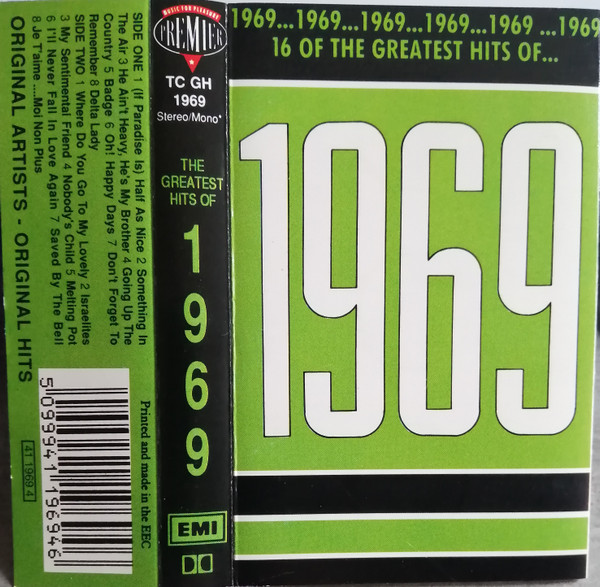 SIDE ONE 1 (If Paradise Is) Half As Nice 2 Something In
The Air 3 He Ain't Heavy, He's My Brother 4 Going Up The
Country 5 Badge 6 Oh! Happy Days 7 Don't Forget To
Remember 8 Delta Lady
SIDE TWO 1 Where Do You Go To My Lovely 2 Israelites
3 My Sentimental Friend 4 Nobody's Child 5 Melting Pot
6 I'll Never Fall In Love Again 7 Saved By The Bell
8 Je T'aime ....Moi Non Plus
ORIGINAL ARTISTS - ORIGINAL HITS
Printed and made in the EEC
5099941196946
41 1969 4
MUSIC FOR PLEASURE
PREMIER
TC GH
1969
Stereo/Mono*
THE
GREATEST
HITS OF
1
9
6
9
EMI
1969...1969...1969...1969...1969 ...1969
16 OF THE GREATEST HITS OF...
1969